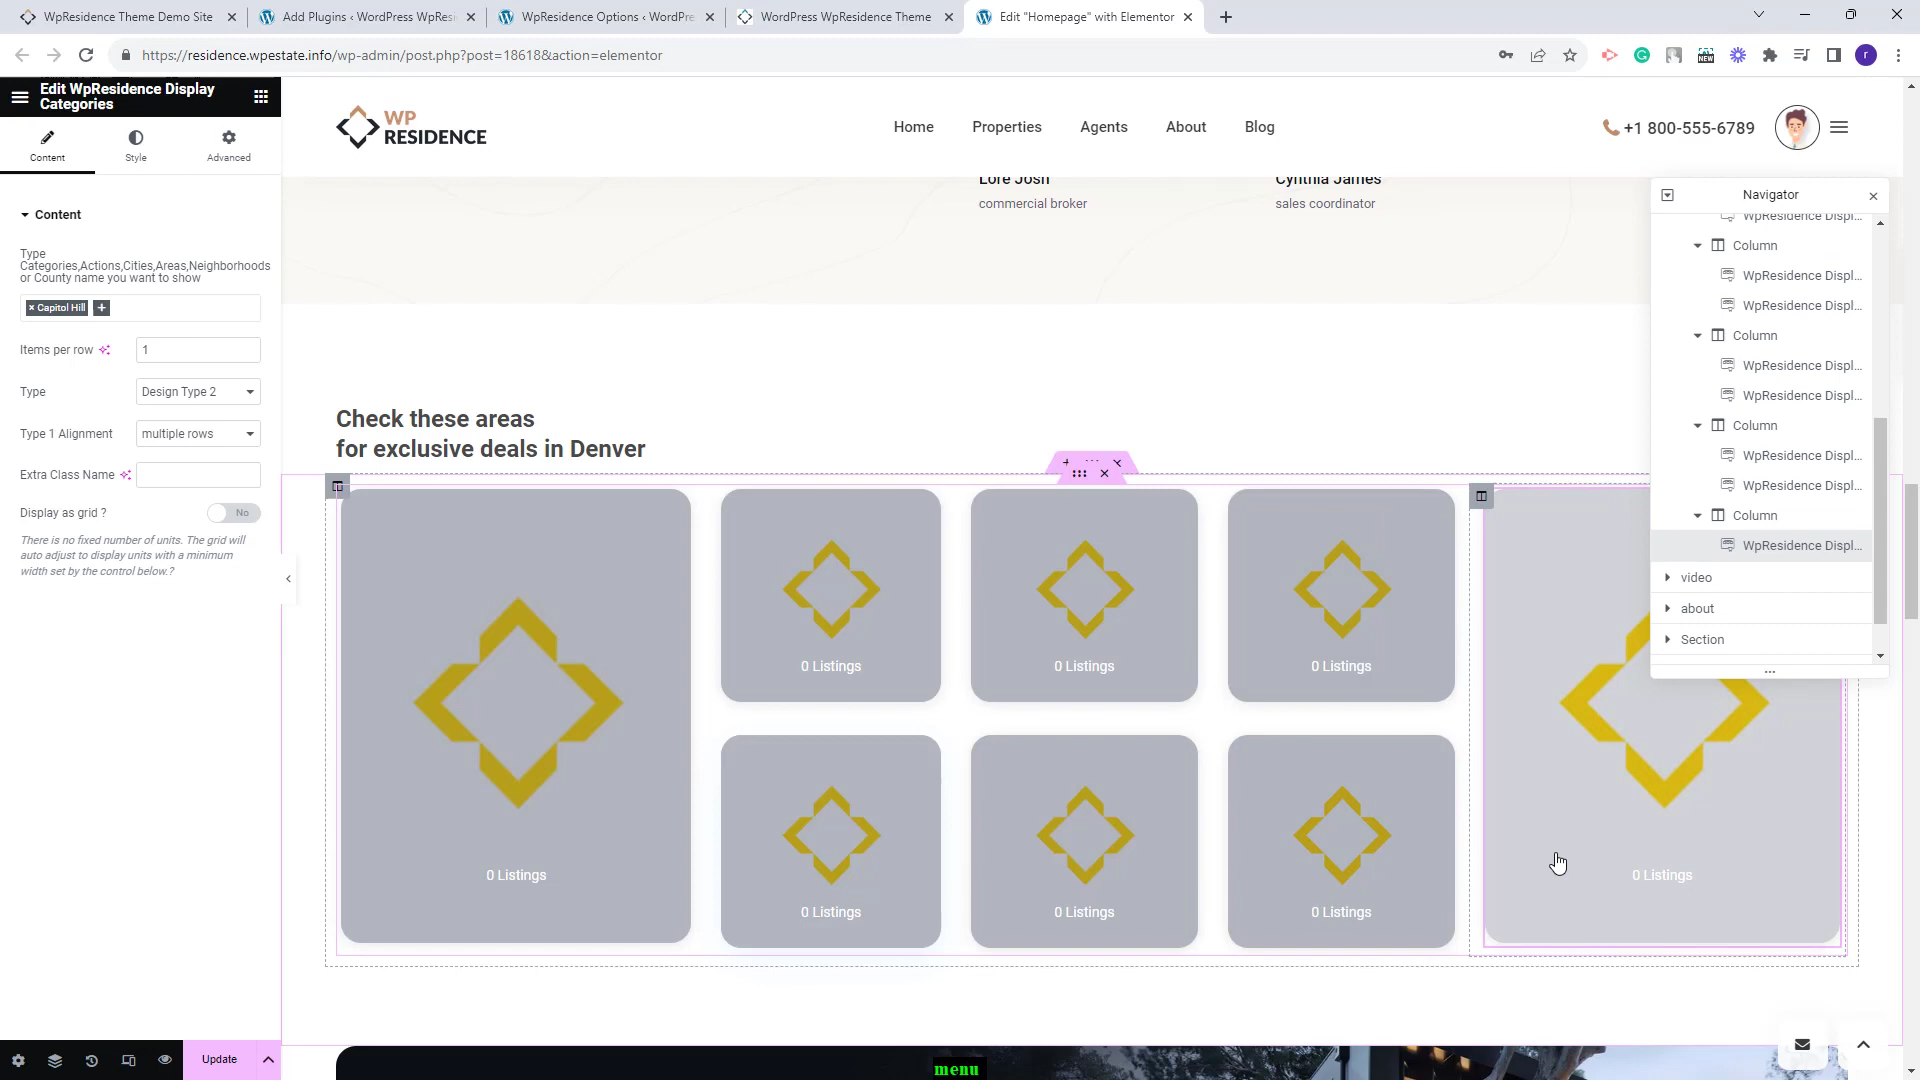 WpResidence Theme Demo Site
Add Plugins ‹ WordPress WpResi
WpResidence Options ‹ WordPre
WordPress WpResidence Theme
Edit "Homepage" with Elementor
https://residence.wpestate.info/wp-admin/post.php?post=18618&action=elementor
NEW
r
Edit WpResidence Display
Categories
Content
Style
Advanced
Content
Type
Categories,Actions,Cities,Areas,Neighborhoods
or County name you want to show
× Capitol Hill
+
Items per row
1
Type
Design Type 2
Type 1 Alignment
multiple rows
Extra Class Name
Display as grid ?
No
There is no fixed number of units. The grid will
auto adjust to display units with a minimum
width set by the control below.?
Update
WP
RESIDENCE
Home
Properties
Agents
About
Blog
+1 800-555-6789
Lore Josh
commercial broker
Cynthia James
sales coordinator
Check these areas
for exclusive deals in Denver
0 Listings
0 Listings
0 Listings
0 Listings
0 Listings
0 Listings
0 Listings
0 Listings
Navigator
WpResidence Displ...
Column
WpResidence Displ...
WpResidence Displ...
Column
WpResidence Displ...
WpResidence Displ...
Column
WpResidence Displ...
WpResidence Displ...
Column
WpResidence Displ...
video
about
Section
menu